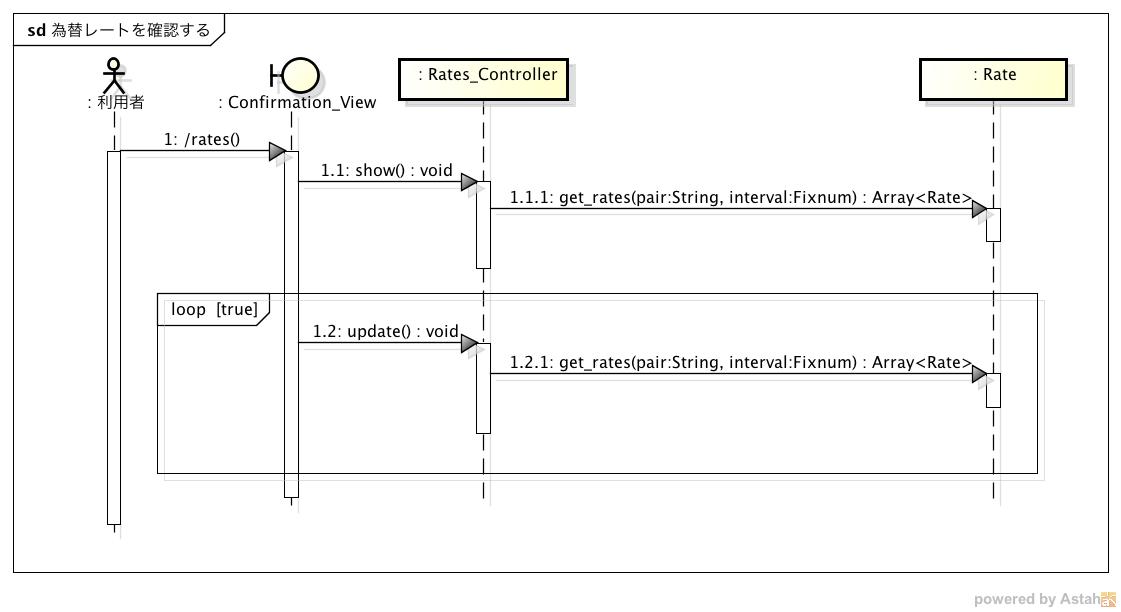 sd 為替レートを確認する
: 利用者
: Confirmation_View
: Rates_Controller
: Rate
1: /rates()
1.1: show() : void
1.1.1: get_rates(pair:String, interval:Fixnum) : Array<Rate>
loop [true]
1.2: update() : void
1.2.1: get_rates(pair:String, interval:Fixnum) : Array<Rate>
powered by Astah